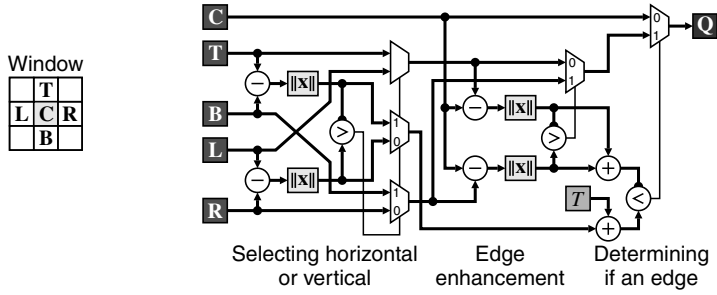 Window
T
L C R
B
C
T
B
L
R
−
||x||
−
||x||
>
1
0
1
0
−
||x||
−
||x||
>
0
1
+
T
+
<
0
1
Q
Selecting horizontal
or vertical
Edge
enhancement
Determining
if an edge